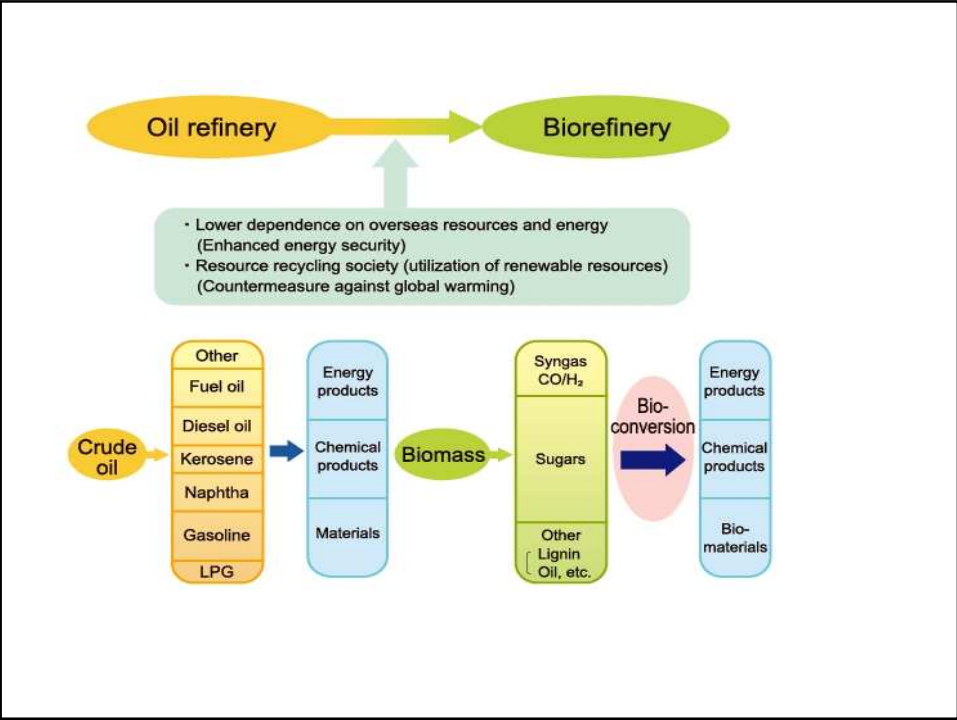 Oil refinery
Biorefinery
・Lower dependence on overseas resources and energy
(Enhanced energy security)
・Resource recycling society (utilization of renewable resources)
(Countermeasure against global warming)
Crude
oil
Other
Fuel oil
Diesel oil
Kerosene
Naphtha
Gasoline
LPG
Energy
products
Chemical
products
Materials
Biomass
Syngas
CO/H₂
Sugars
Other
Lignin
Oil, etc.
Bio-
conversion
Energy
products
Chemical
products
Bio-
materials